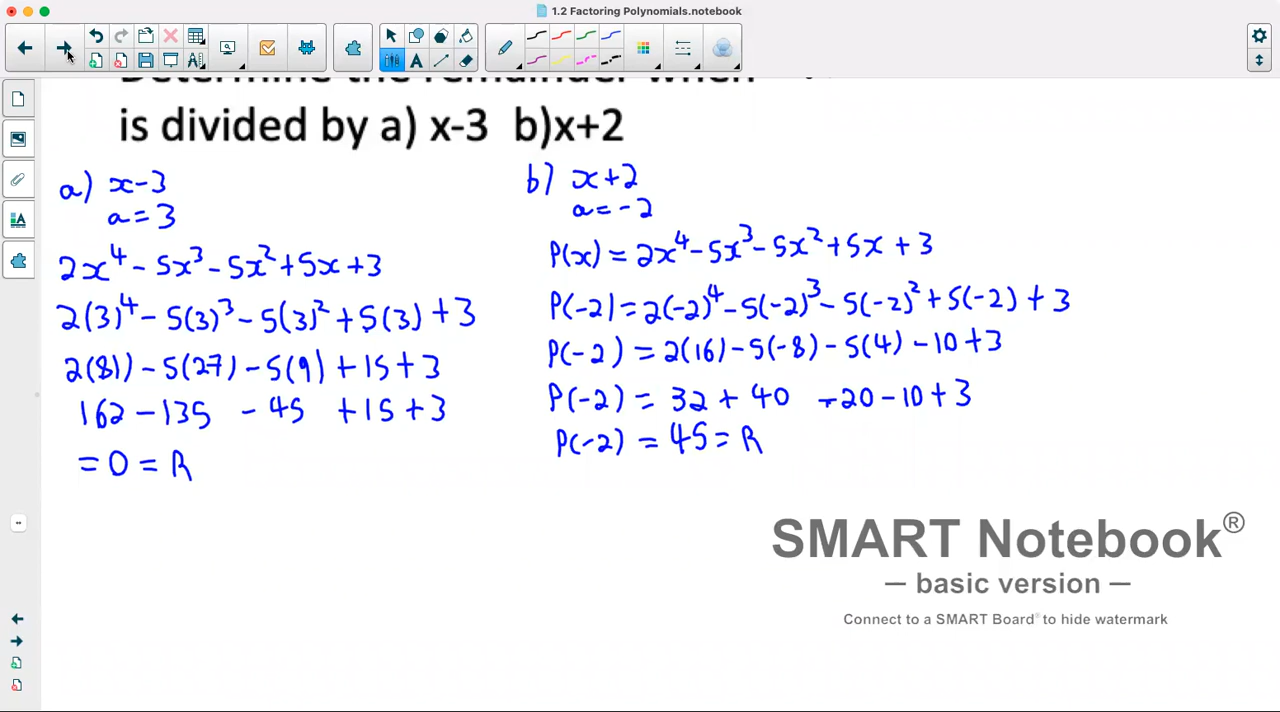 1.2 Factoring Polynomials.notebook
Determine the remainder when
is divided by a) x-3 b)x+2
a) x-3
a=3
2x⁴ - 5x³ - 5x² + 5x + 3
2(3)⁴ - 5(3)³ - 5(3)² + 5(3) + 3
2(81) - 5(27) - 5(9) + 15 + 3
162 - 135 - 45 + 15 + 3
= 0 = R
b) x+2
a=-2
P(x) = 2x⁴ - 5x³ - 5x² + 5x + 3
P(-2) = 2(-2)⁴ - 5(-2)³ - 5(-2)² + 5(-2) + 3
P(-2) = 2(16) - 5(-8) - 5(4) - 10 + 3
P(-2) = 32 + 40 - 20 - 10 + 3
P(-2) = 45 = R
SMART Notebook®
— basic version —
Connect to a SMART Board® to hide watermark